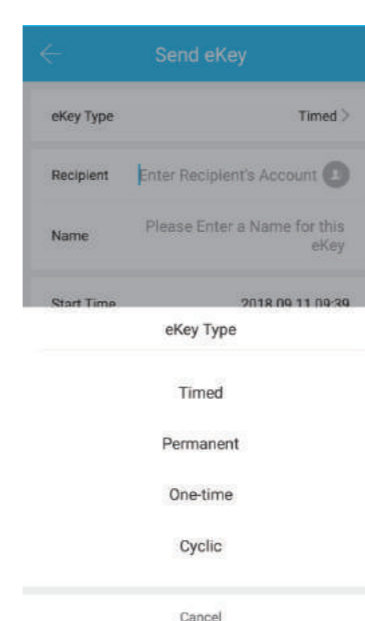 Send eKey
eKey Type Timed
Recipient Enter Recipient's Account
Name Please Enter a Name for this
eKey
Start Time 2018.09.11 09:39
eKey Type
Timed
Permanent
One-time
Cyclic
Cancel